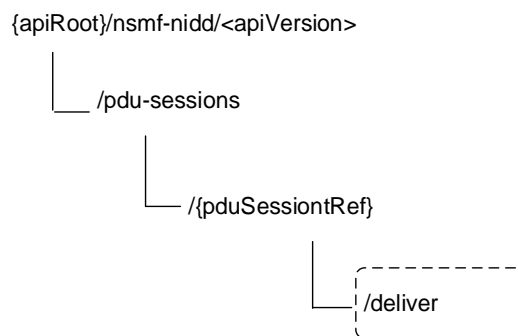 {apiRoot}/nsmf-nidd/<apiVersion>
/pdu-sessions
/{pduSessiontRef}
/deliver